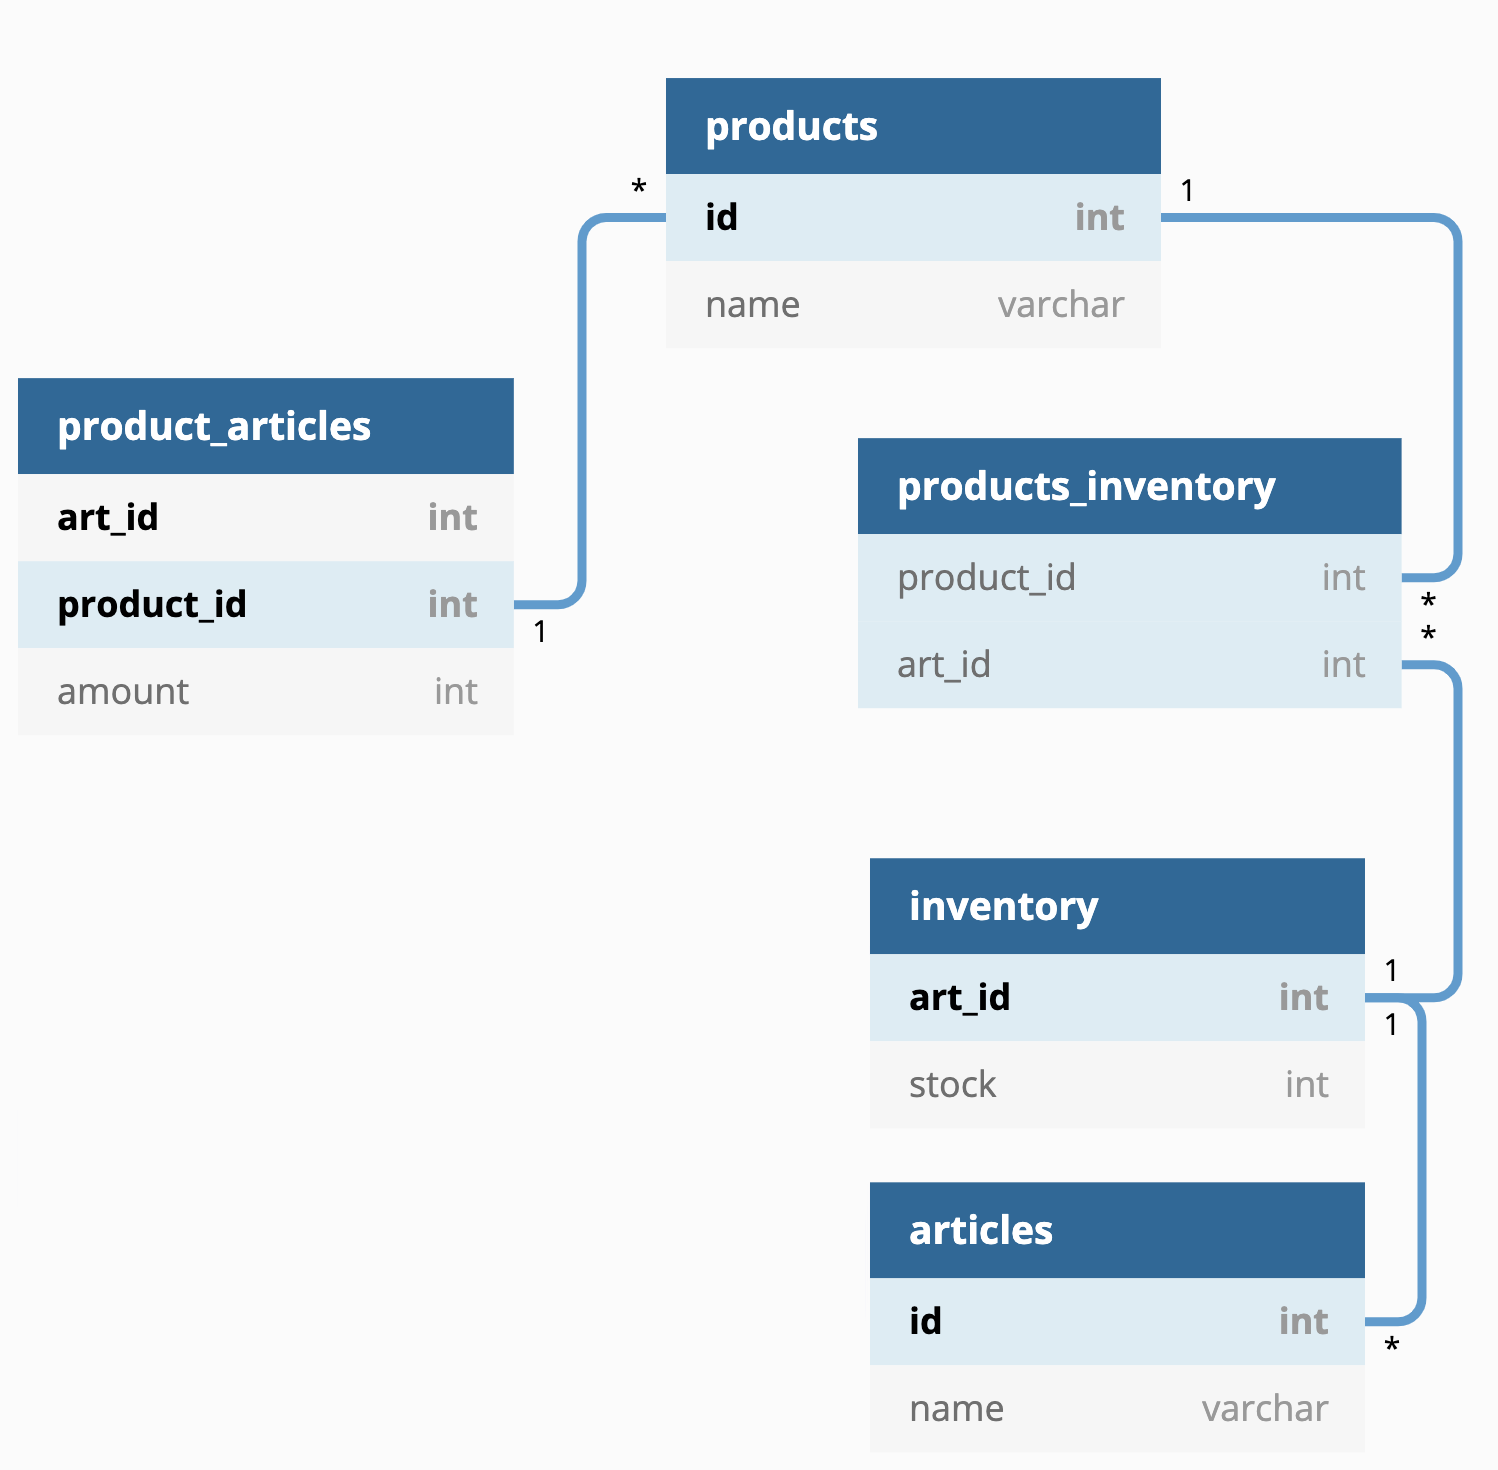 products
* 1
id int
name varchar
product_articles
art_id int
product_id int
1
amount int
products_inventory
product_id int
*
*
art_id int
inventory
1
art_id int
1
stock int
articles
id int
*
name varchar